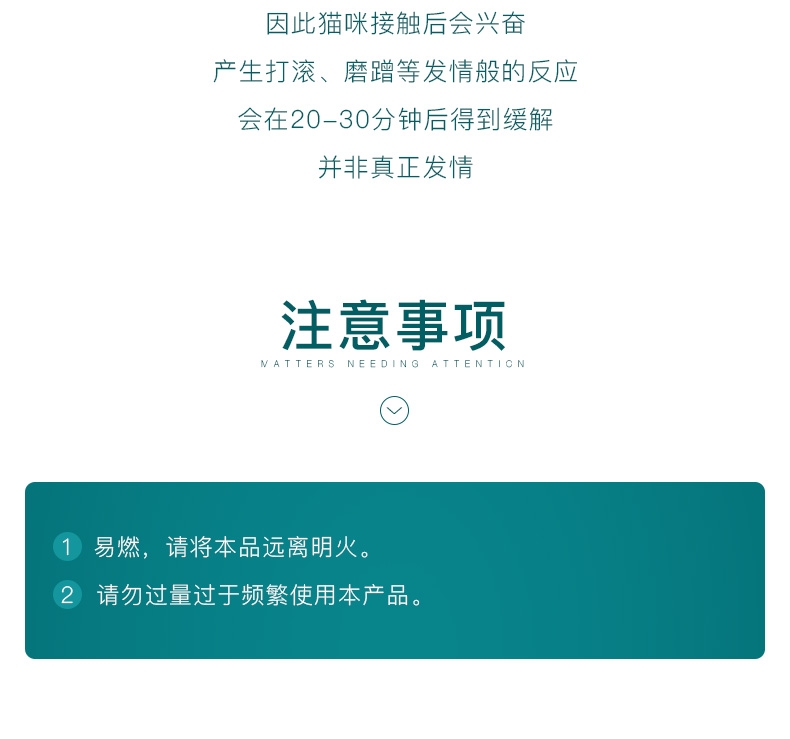 因此猫咪接触后会兴奋
产生打滚、磨蹭等发情般的反应
会在20-30分钟后得到缓解
并非真正发情
注意事项
MATTERS NEEDING ATTENTION
1 易燃，请将本品远离明火。
2 请勿过量过于频繁使用本产品。